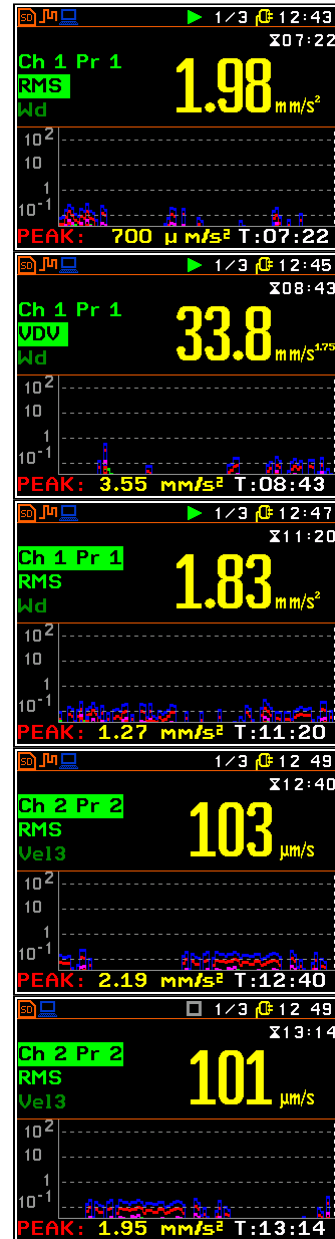 SD 1/3 12:43
07:22
Ch 1 Pr 1
RMS
Wd
1.98 mm/s²
10²
10
1
10⁻¹
PEAK: 700 µm/s² T:07:22
SD 1/3 12:45
08:43
Ch 1 Pr 1
VDV
Wd
33.8 mm/s¹·⁷⁵
10²
10
1
10⁻¹
PEAK: 3.55 mm/s² T:08:43
SD 1/3 12:47
11:20
Ch 1 Pr 1
RMS
Wd
1.83 mm/s²
10²
10
1
10⁻¹
PEAK: 1.27 mm/s² T:11:20
SD 1/3 12 49
12:40
Ch 2 Pr 2
RMS
Vel3
103 µm/s
10²
10
1
10⁻¹
PEAK: 2.19 mm/s² T:12:40
SD 1/3 12 49
13:14
Ch 2 Pr 2
RMS
Vel3
101 µm/s
10²
10
1
10⁻¹
PEAK: 1.95 mm/s² T:13:14